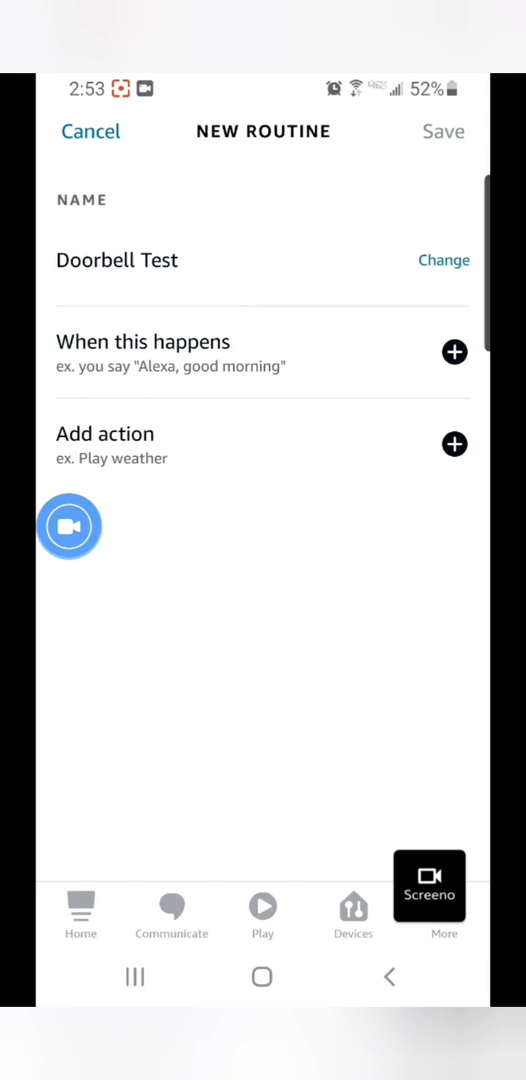 2:53 52%
Cancel NEW ROUTINE Save
NAME
Doorbell Test Change
When this happens
ex. you say "Alexa, good morning"
Add action
ex. Play weather
Screeno
Home Communicate Play Devices More